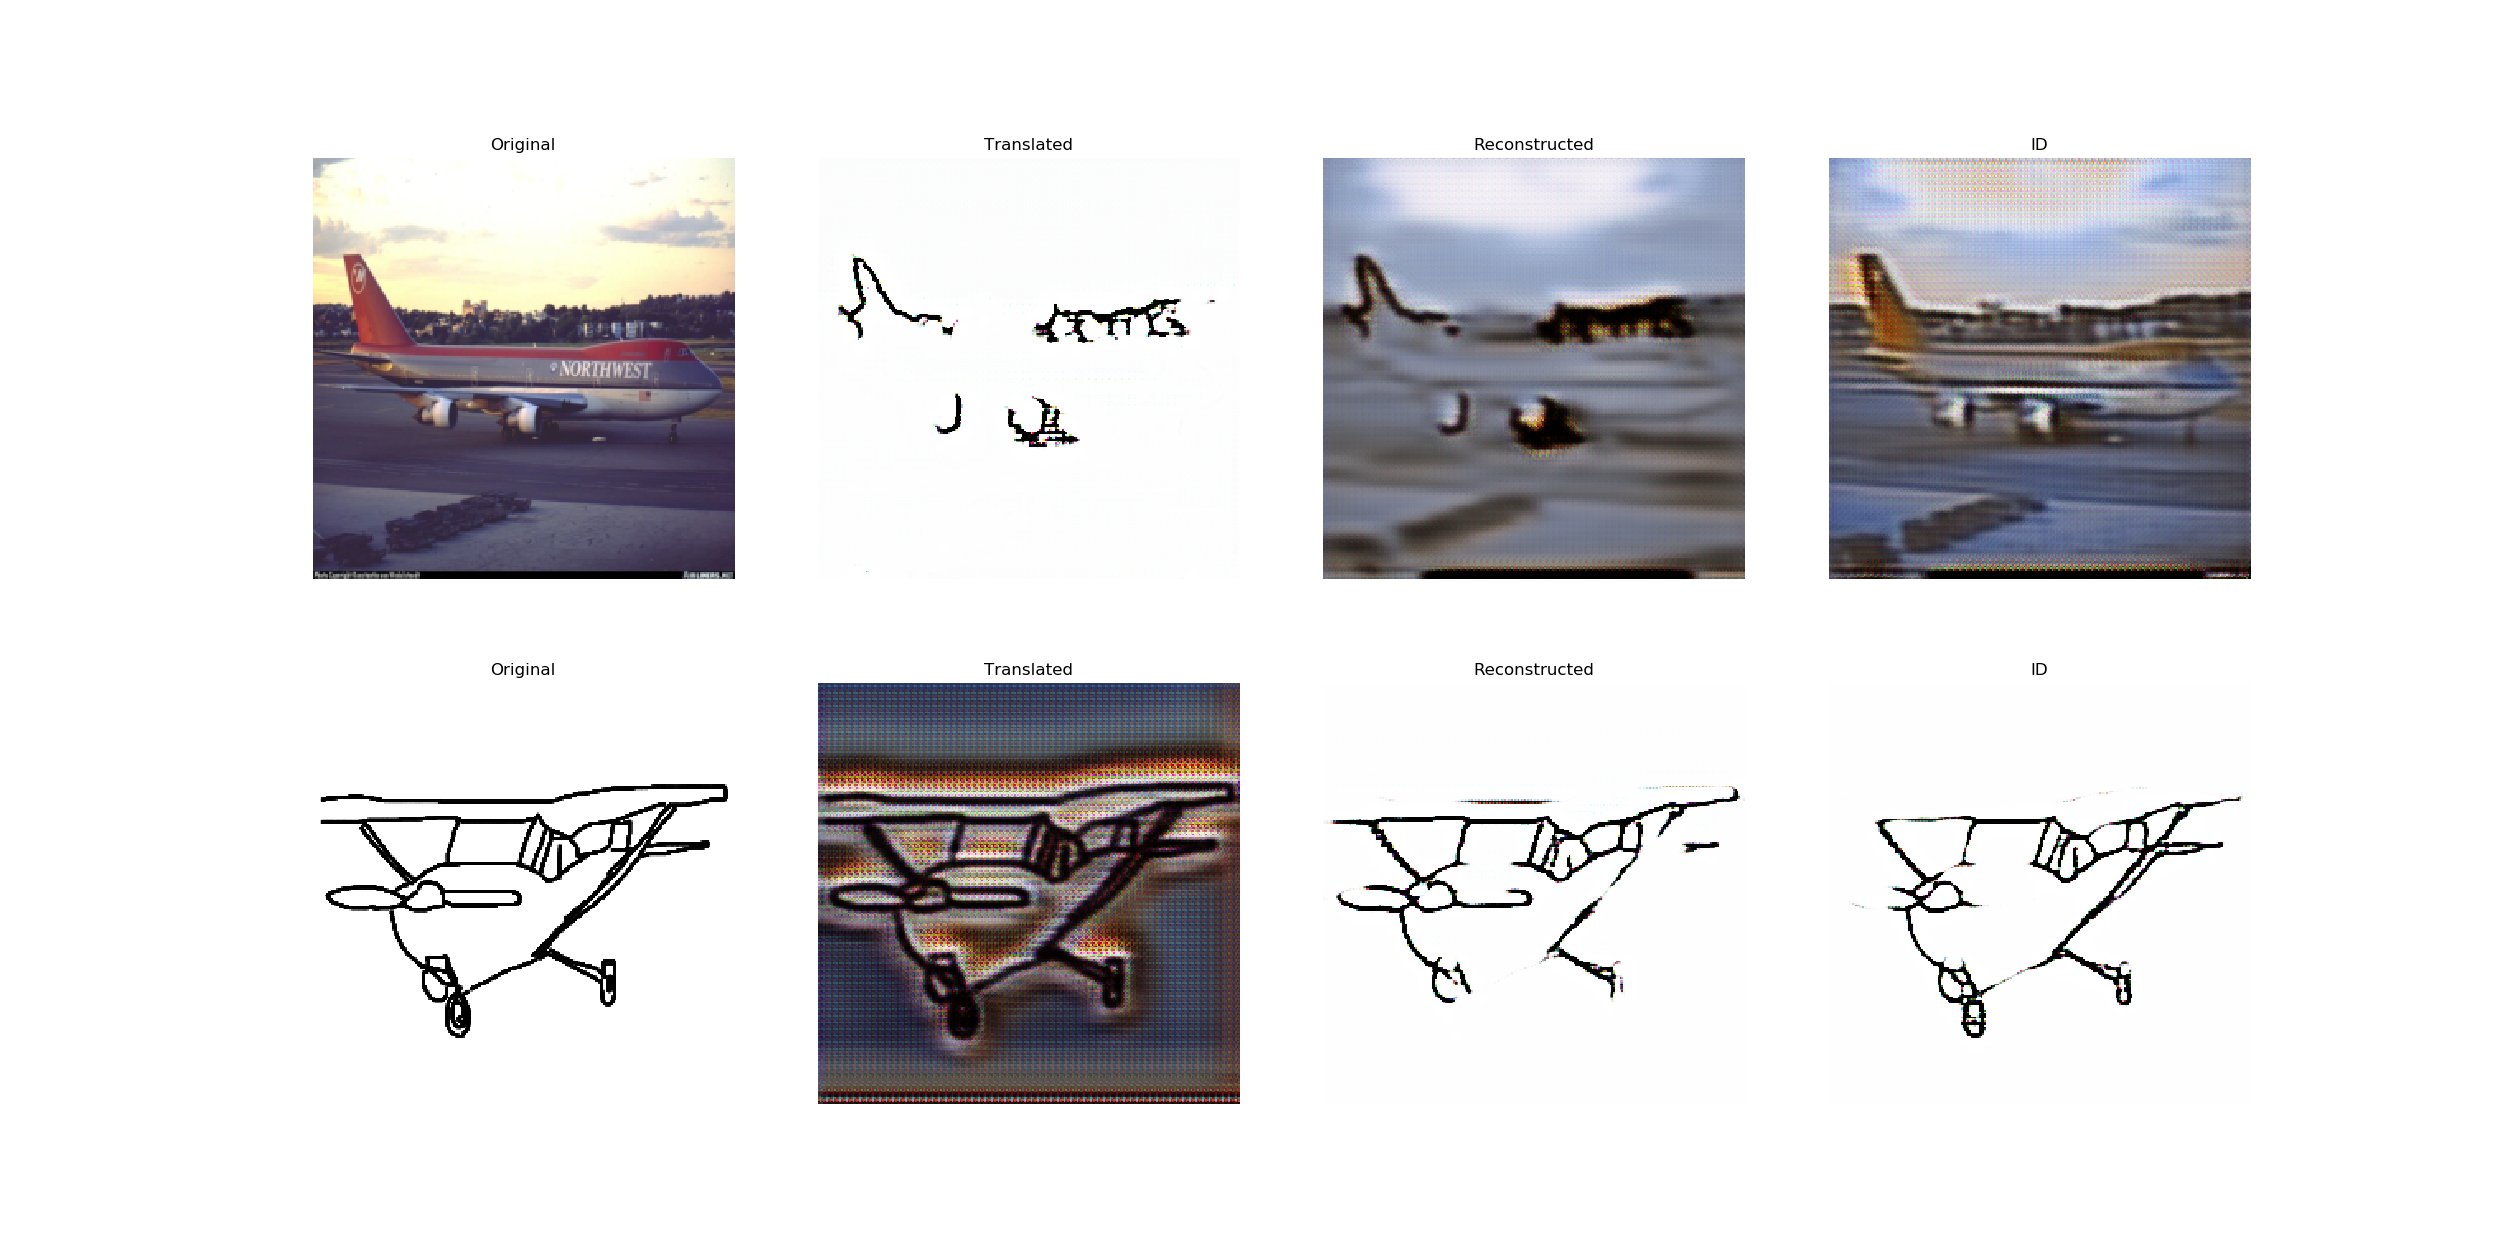 Original
Translated
Reconstructed
ID
NORTHWEST
Original
Translated
Reconstructed
ID